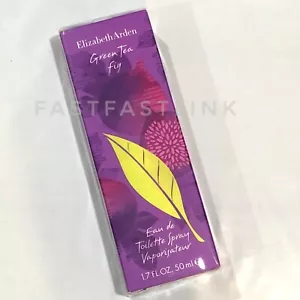 Elizabeth Arden
Green Tea
Fig
FASTFAST INK
Eau de
Toilette Spray
Vaporisateur
1.7 FL.OZ. 50 ml e